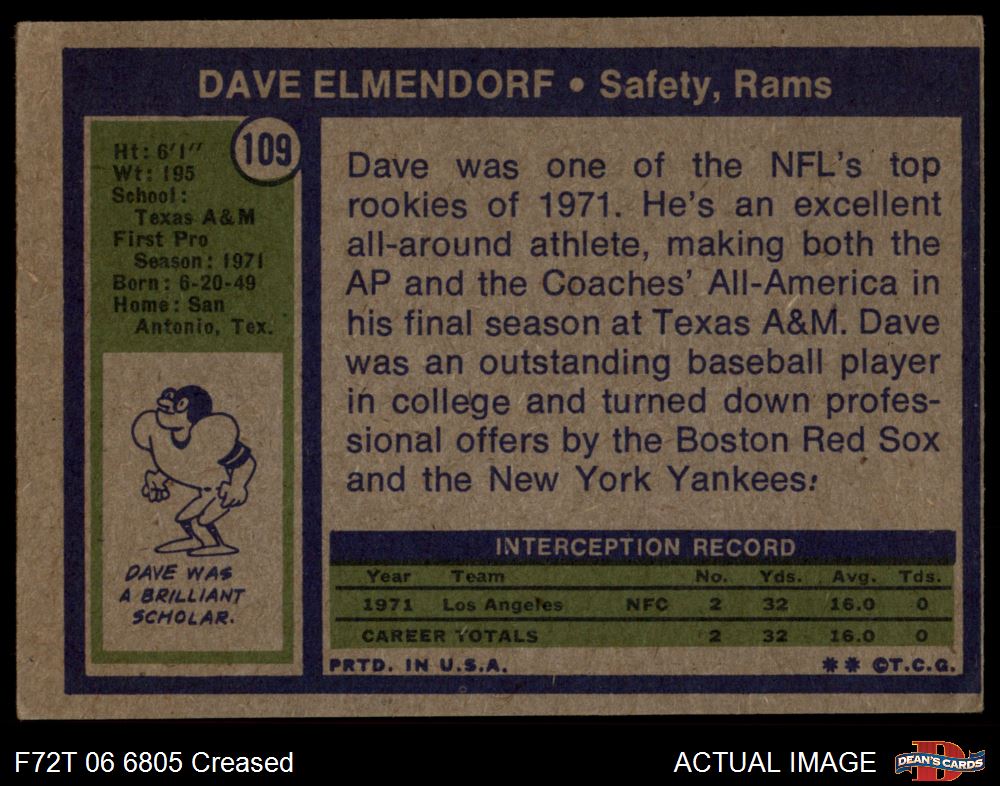 DAVE ELMENDORF • Safety, Rams
109
Ht: 6'1"
Wt: 195
School:
Texas A&M
First Pro
Season: 1971
Born: 6-20-49
Home: San
Antonio, Tex.
DAVE WAS
A BRILLIANT
SCHOLAR.
Dave was one of the NFL's top
rookies of 1971. He's an excellent
all-around athlete, making both the
AP and the Coaches' All-America in
his final season at Texas A&M. Dave
was an outstanding baseball player
in college and turned down profes-
sional offers by the Boston Red Sox
and the New York Yankees.
INTERCEPTION RECORD
Year Team No. Yds. Avg. Tds.
1971 Los Angeles NFC 2 32 16.0 0
CAREER TOTALS 2 32 16.0 0
PRTD. IN U.S.A. ** ©T.C.G.
F72T 06 6805 Creased ACTUAL IMAGE
D
DEAN'S CARDS